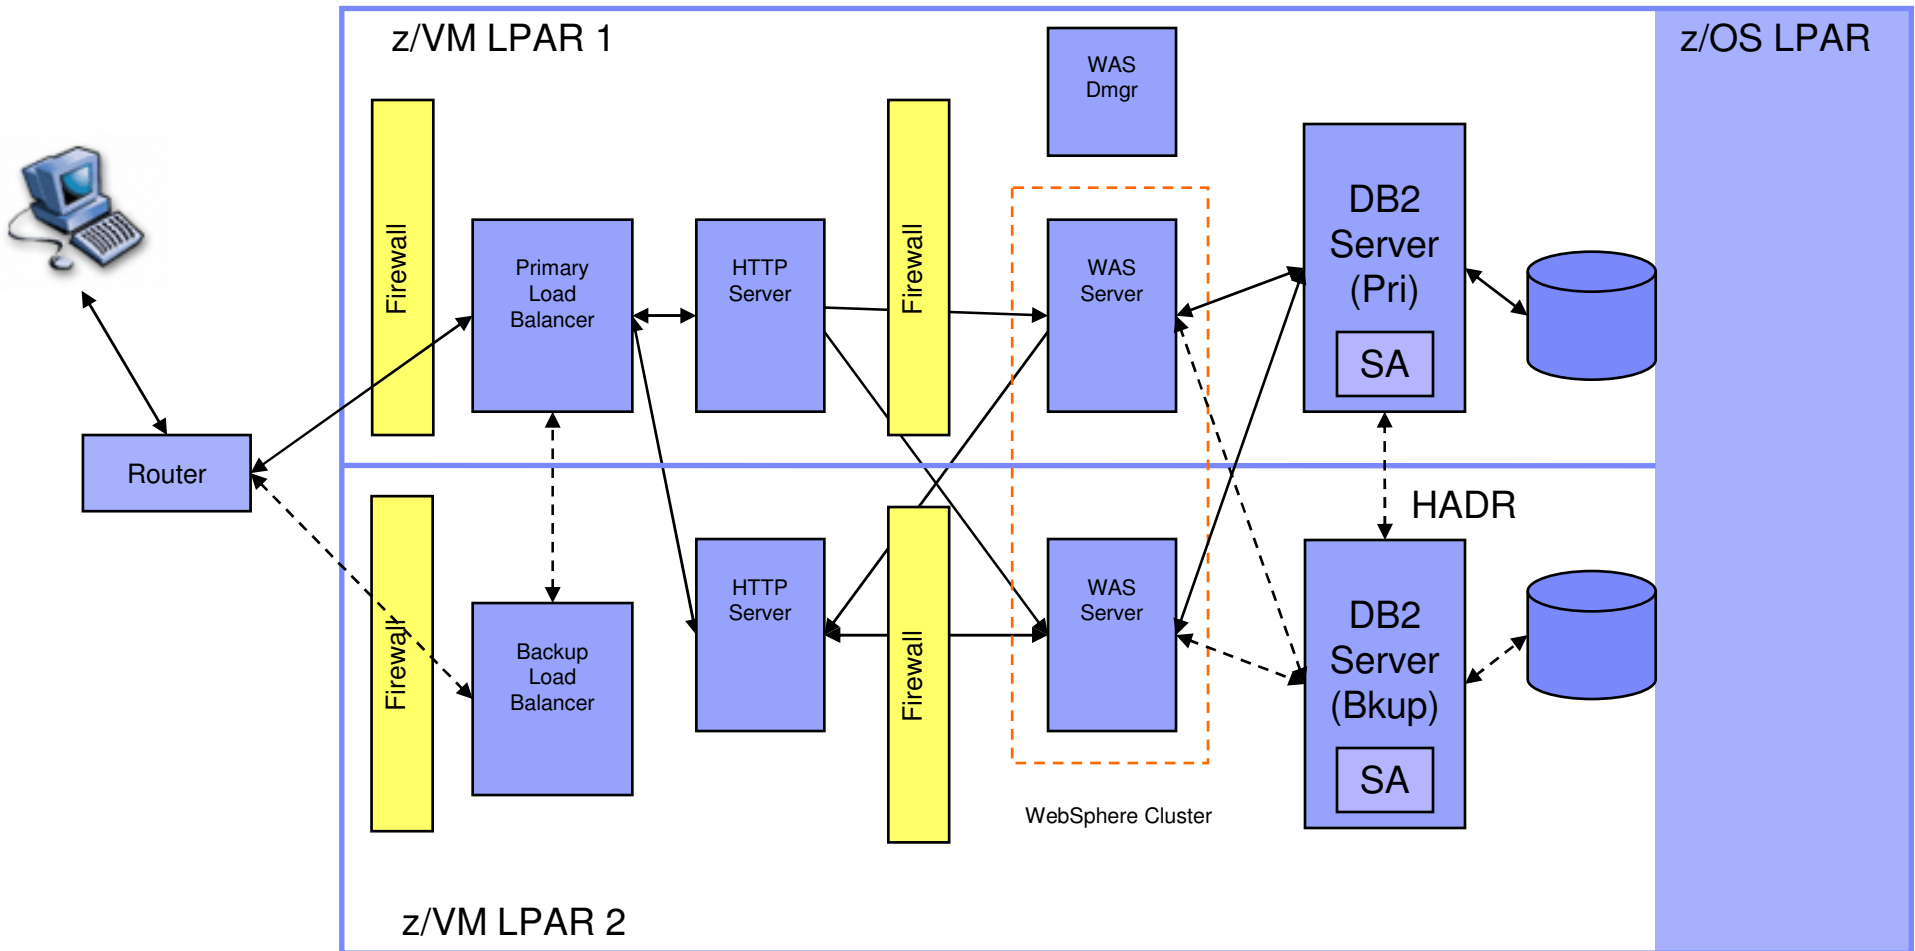 z/VM LPAR 1
z/OS LPAR
WAS
Dmgr
Firewall
Primary
Load
Balancer
HTTP
Server
Firewall
WAS
Server
DB2
Server
(Pri)
SA
Router
HADR
Firewall
Backup
Load
Balancer
HTTP
Server
Firewall
WAS
Server
DB2
Server
(Bkup)
SA
WebSphere Cluster
z/VM LPAR 2